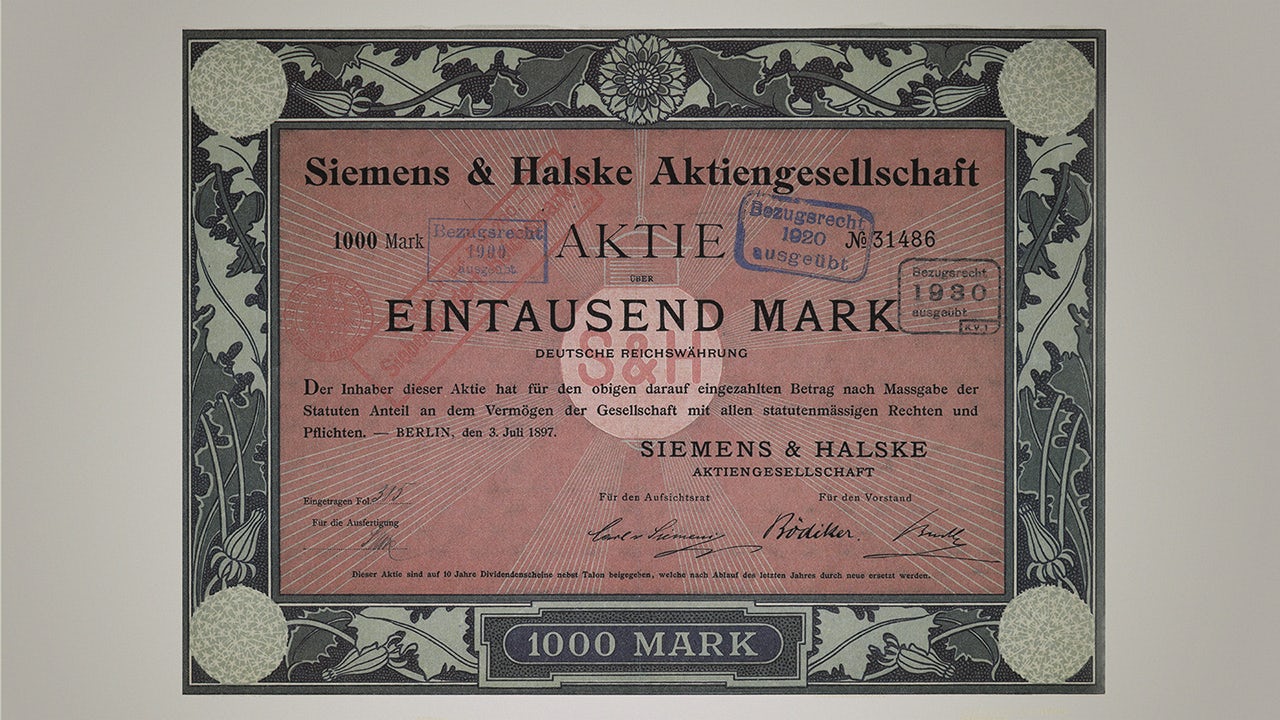 Siemens & Halske Aktiengesellschaft
1000 Mark
Bezugsrecht
1900
ausgeübt
AKTIE
Bezugsrecht
1920
ausgeübt
№ 31486
ÜBER
EINTAUSEND MARK
Bezugsrecht
1930
ausgeübt
DEUTSCHE REICHSWÄHRUNG
S&H
Der Inhaber dieser Aktie hat für den obigen darauf eingezahlten Betrag nach Massgabe der
Statuten Anteil an dem Vermögen der Gesellschaft mit allen statutenmässigen Rechten und
Pflichten. — BERLIN, den 3. Juli 1897.
SIEMENS & HALSKE
AKTIENGESELLSCHAFT
Eingetragen Fol.
Für den Aufsichtsrat
Für den Vorstand
Für die Ausfertigung
Carl v Siemens
Bödiker.
Dieser Aktie sind auf 10 Jahre Dividendenscheine nebst Talon beigegeben, welche nach Ablauf des letzten Jahres durch neue ersetzt werden.
1000 MARK